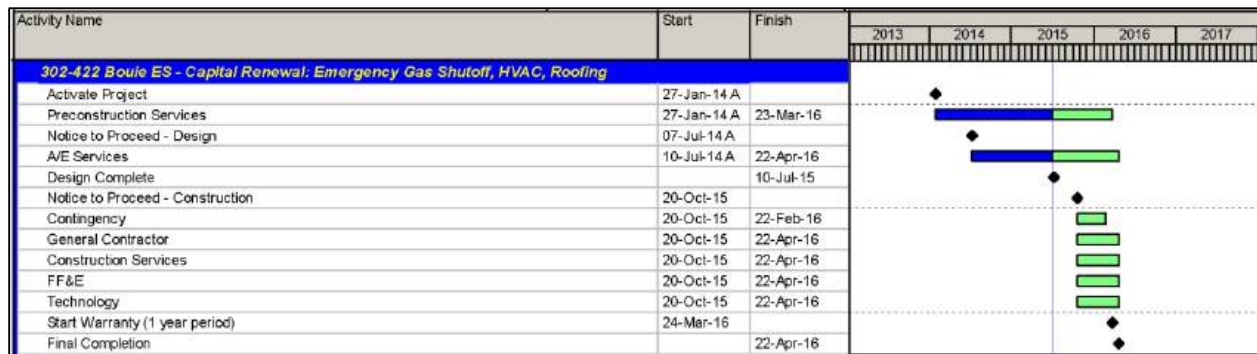 Activity Name Start Finish
2013 2014 2015 2016 2017
302-422 Bouie ES - Capital Renewal: Emergency Gas Shutoff, HVAC, Roofing
Activate Project 27-Jan-14 A
Preconstruction Services 27-Jan-14 A 23-Mar-16
Notice to Proceed - Design 07-Jul-14 A
A/E Services 10-Jul-14 A 22-Apr-16
Design Complete 10-Jul-15
Notice to Proceed - Construction 20-Oct-15
Contingency 20-Oct-15 22-Feb-16
General Contractor 20-Oct-15 22-Apr-16
Construction Services 20-Oct-15 22-Apr-16
FF&E 20-Oct-15 22-Apr-16
Technology 20-Oct-15 22-Apr-16
Start Warranty (1 year period) 24-Mar-16
Final Completion 22-Apr-16